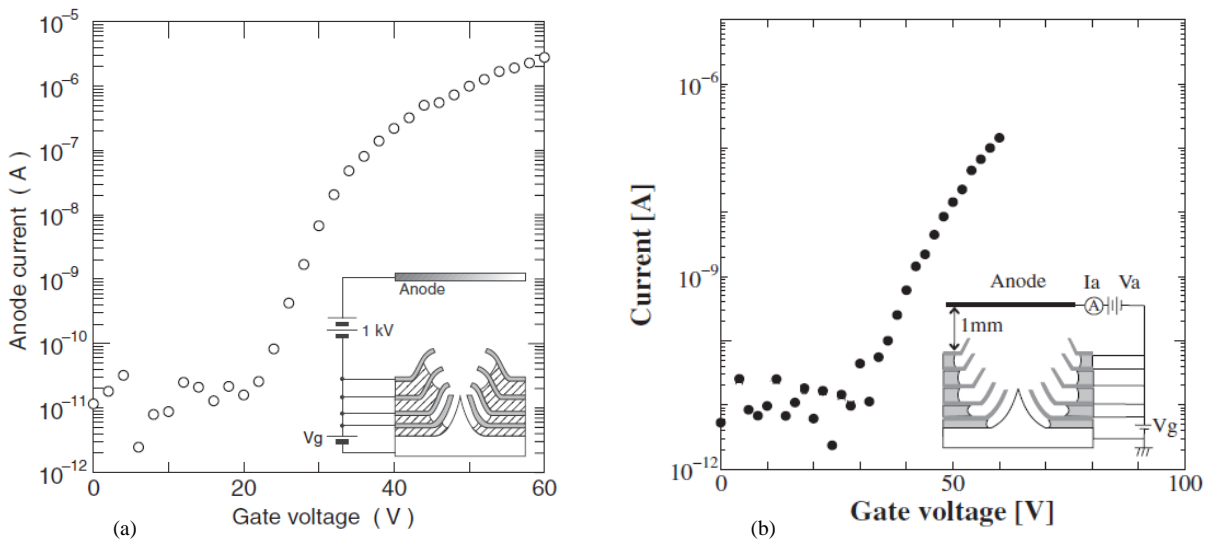 10⁻⁵
10⁻⁶
10⁻⁷
10⁻⁸
10⁻⁹
10⁻¹⁰
10⁻¹¹
10⁻¹²
Anode current ( A )
0 20 40 60
Gate voltage ( V )
Anode
1 kV
Vg
(a)
10⁻⁶
10⁻⁹
10⁻¹²
Current [A]
0 50 100
Gate voltage [V]
Anode Ia Va
A
1mm
Vg
(b)